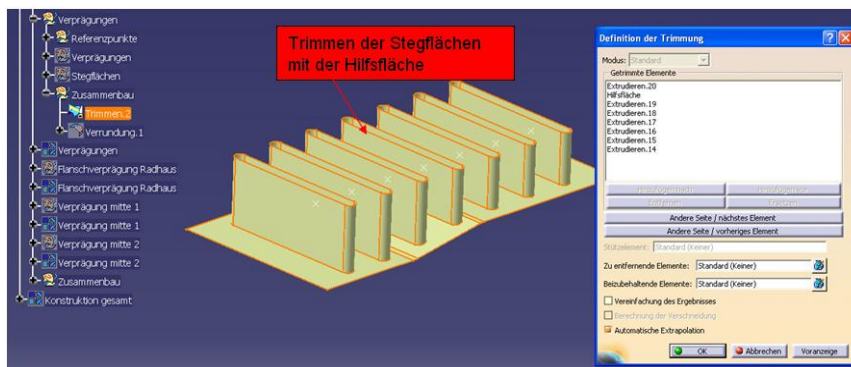 Verprägungen
Referenzpunkte
Verprägungen
Stegflächen
Zusammenbau
Trimmen.2
Verrundung.1
Verprägungen
Flanschverprägung Radhaus
Flanschverprägung Radhaus
Verprägung mitte 1
Verprägung mitte 1
Verprägung mitte 2
Verprägung mitte 2
Zusammenbau
Konstruktion gesamt
Trimmen der Stegflächen
mit der Hilfsfläche
Definition der Trimmung
Modus: Standard
Getrimmte Elemente
Extrudieren.20
Hilfsfläche
Extrudieren.19
Extrudieren.18
Extrudieren.17
Extrudieren.16
Extrudieren.15
Extrudieren.14
Entfernen Ersetzen
Andere Seite / nächstes Element
Andere Seite / vorheriges Element
Stützelement: Standard (Keiner)
Zu entfernende Elemente: Standard (Keiner)
Beizubehaltende Elemente: Standard (Keiner)
Vereinfachung des Ergebnisses
Berechnung der Verschneidung
Automatische Extrapolation
OK Abbrechen Voranzeige